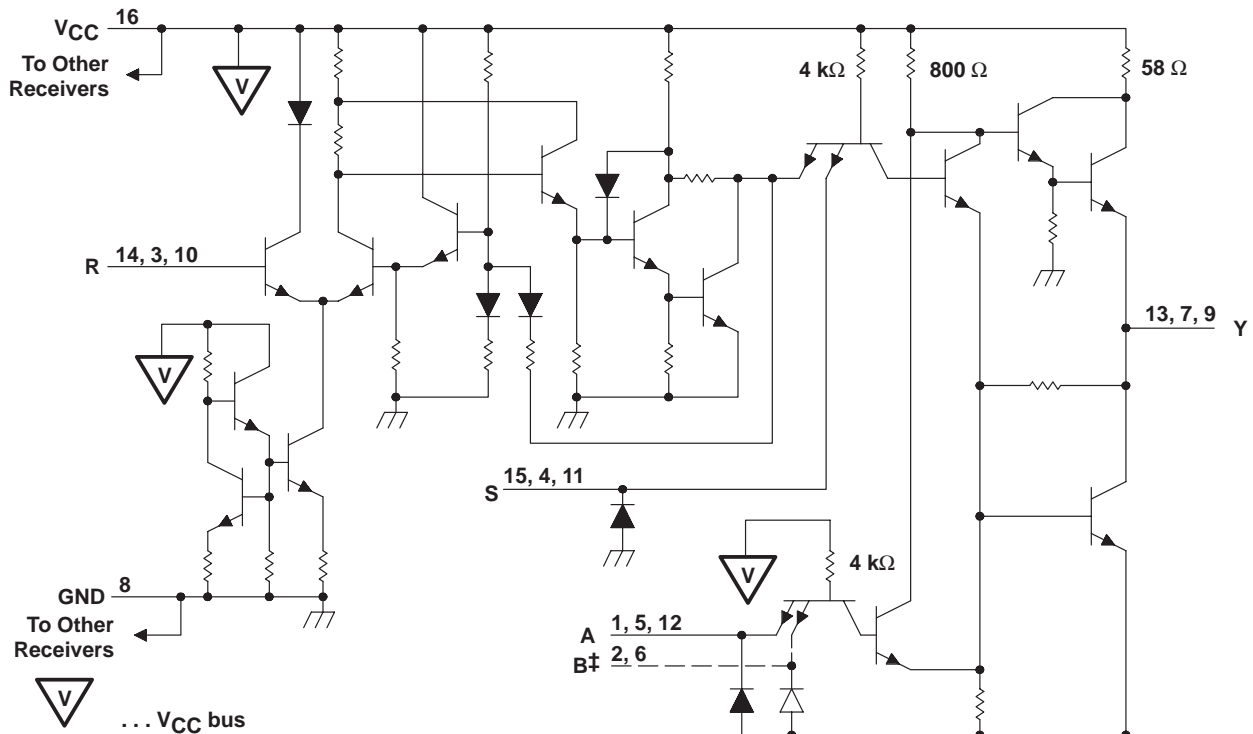 VCC 16
To Other
Receivers
V
4 kΩ
800 Ω
58 Ω
R 14, 3, 10
13, 7, 9 Y
V
S 15, 4, 11
V
4 kΩ
GND 8
To Other
Receivers
A 1, 5, 12
B‡ 2, 6
V
. . . VCC bus